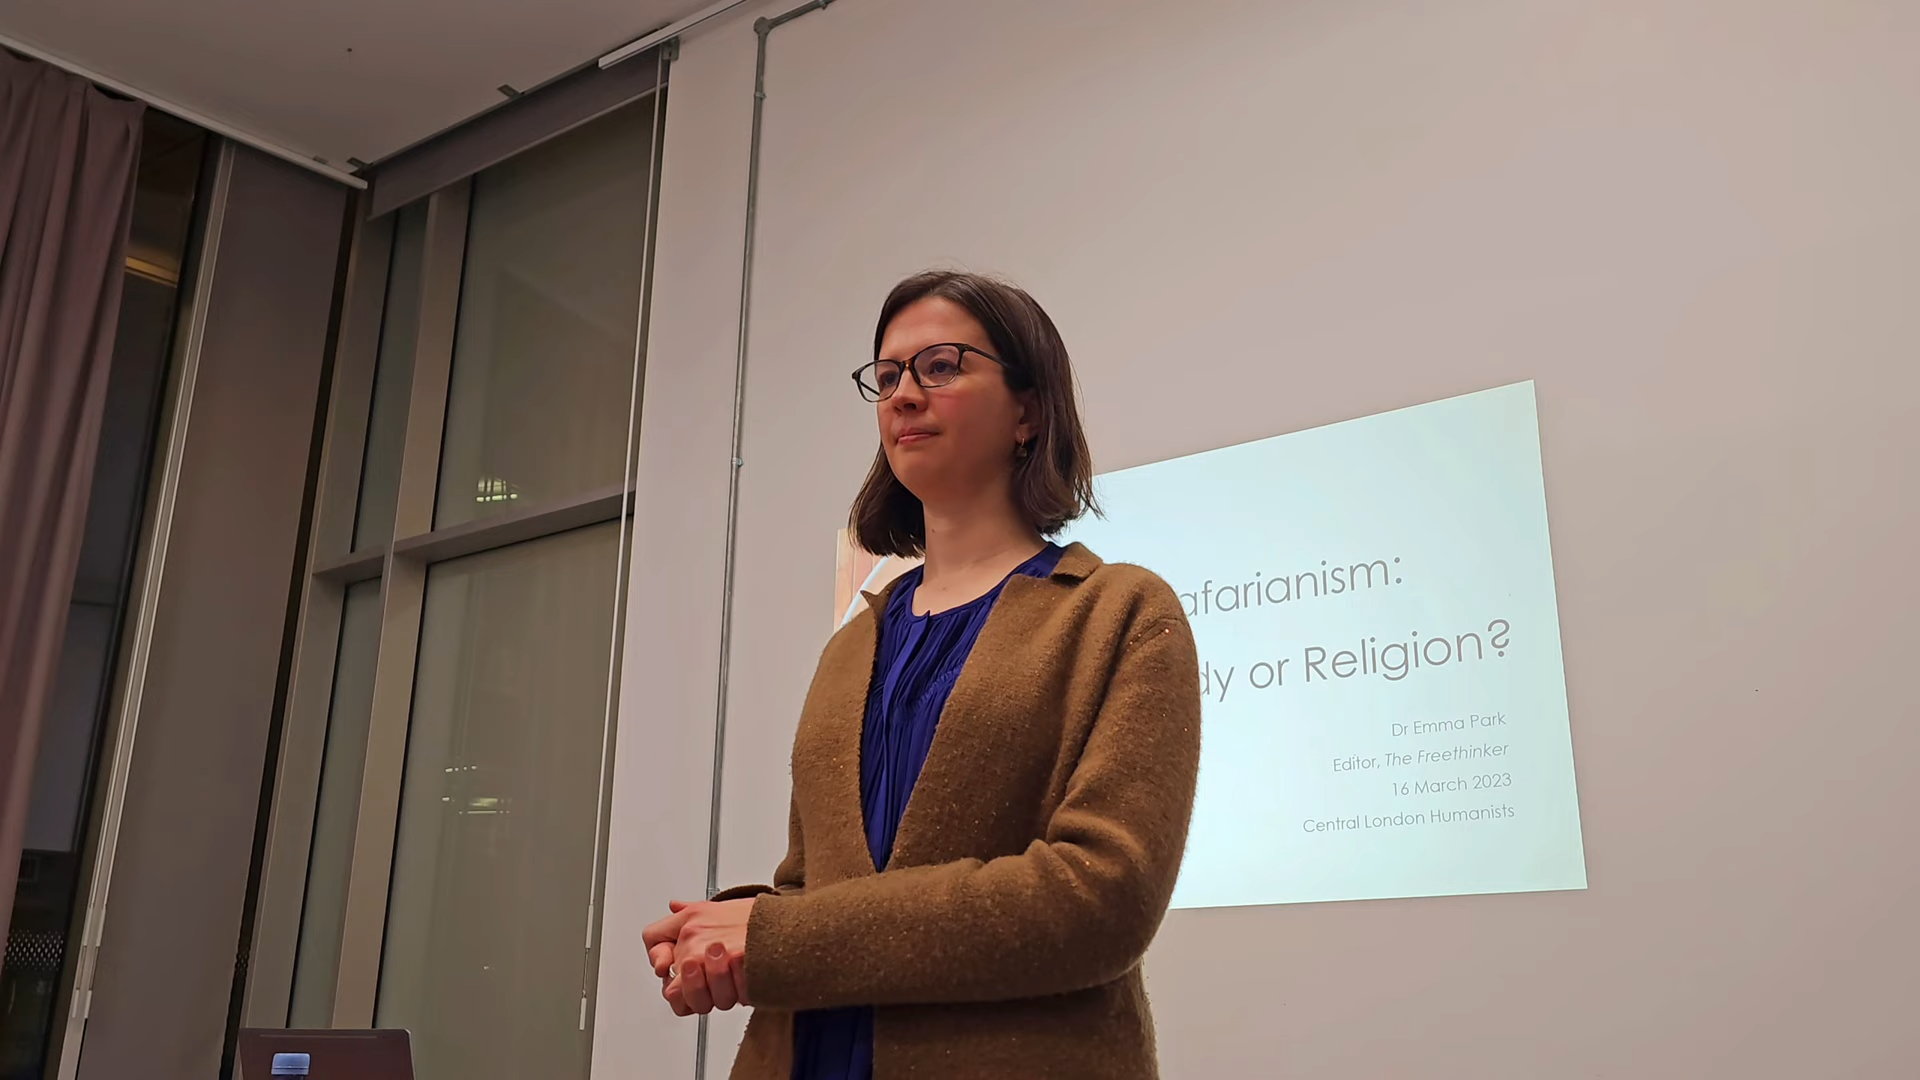 afarianism:
dy or Religion?
Dr Emma Park
Editor, The Freethinker
16 March 2023
Central London Humanists